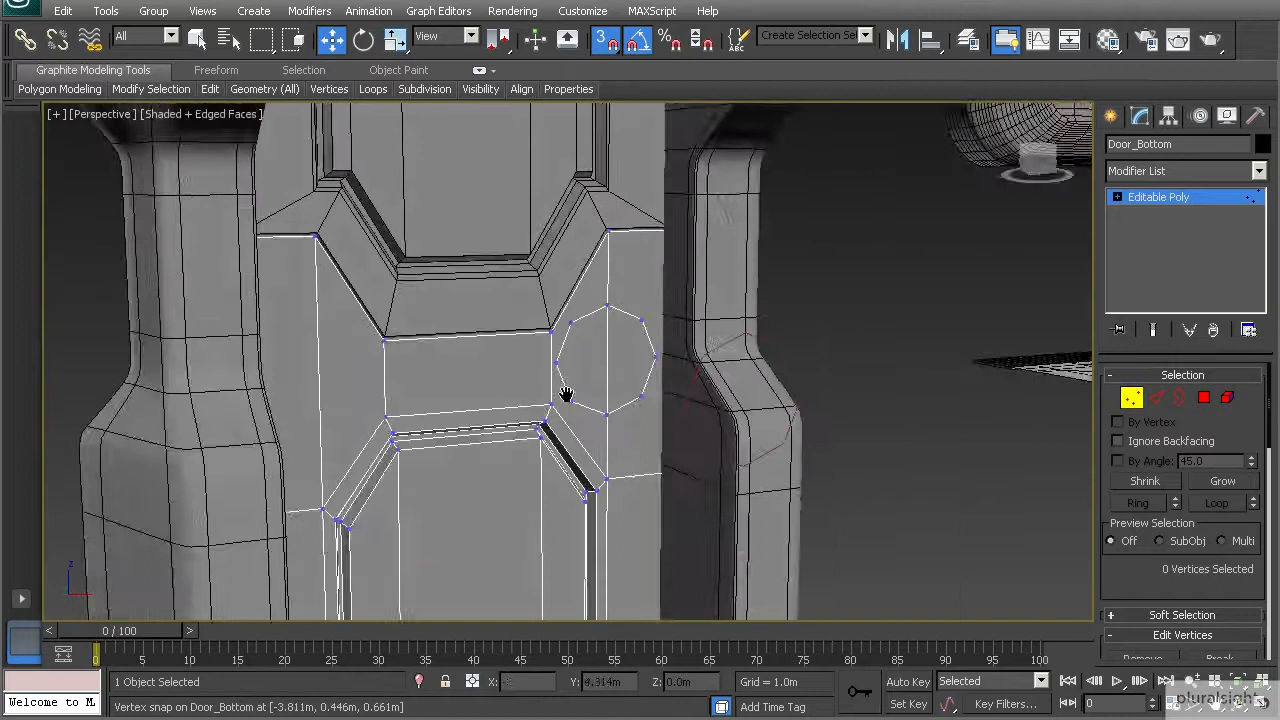 Edit Tools Group Views Create Modifiers Animation Graph Editors Rendering Customize MAXScript Help
All View 3 Create Selection Se
Graphite Modeling Tools Freeform Selection Object Paint
Polygon Modeling Modify Selection Edit Geometry (All) Vertices Loops Subdivision Visibility Align Properties
[+] [Perspective] [Shaded + Edged Faces]
Door_Bottom
Modifier List
Editable Poly
- Selection
By Vertex
Ignore Backfacing
By Angle: 45.0
Shrink Grow
Ring Loop
Preview Selection
Off SubObj Multi
0 Vertices Selected
+ Soft Selection
- Edit Vertices
Remove Break
z
< 0 / 100 >
0 5 10 15 20 25 30 35 40 45 50 55 60 65 70 75 80 85 90 95 100
1 Object Selected X: Y: 4.314m Z: 0.0m Grid = 1.0m Auto Key Selected
Welcome to M Vertex snap on Door_Bottom at [-3.811m, 0.446m, 0.661m] Add Time Tag Set Key Key Filters... 0
pluralsight